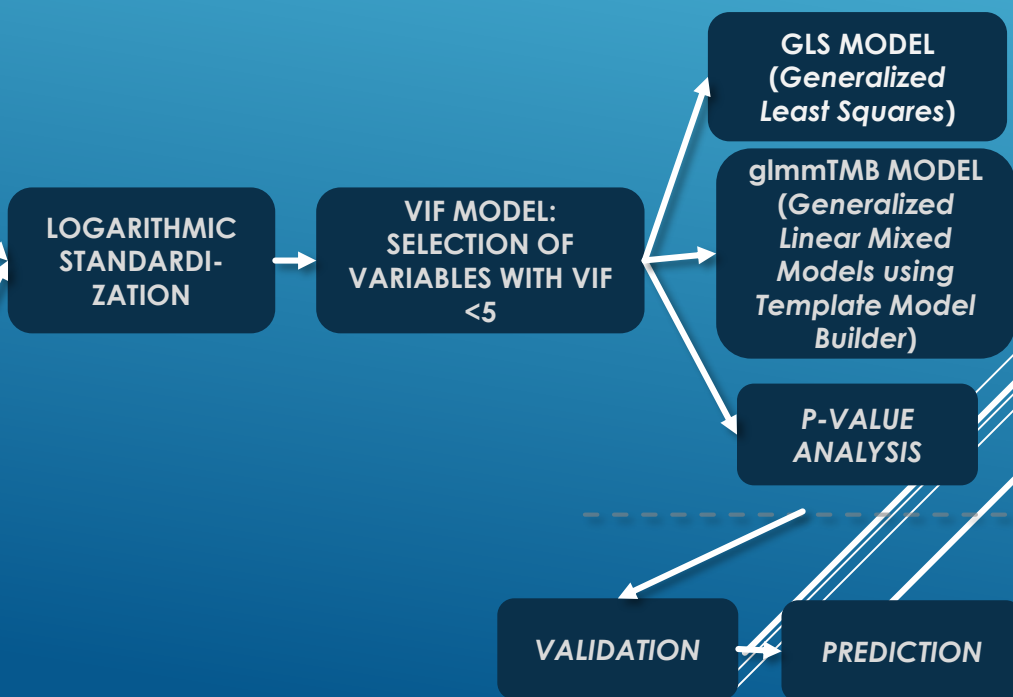 GLS MODEL
(Generalized
Least Squares)
glmmTMB MODEL
(Generalized
Linear Mixed
Models using
Template Model
Builder)
LOGARITHMIC
STANDARDI-
ZATION
VIF MODEL:
SELECTION OF
VARIABLES WITH VIF
<5
P-VALUE
ANALYSIS
VALIDATION
PREDICTION